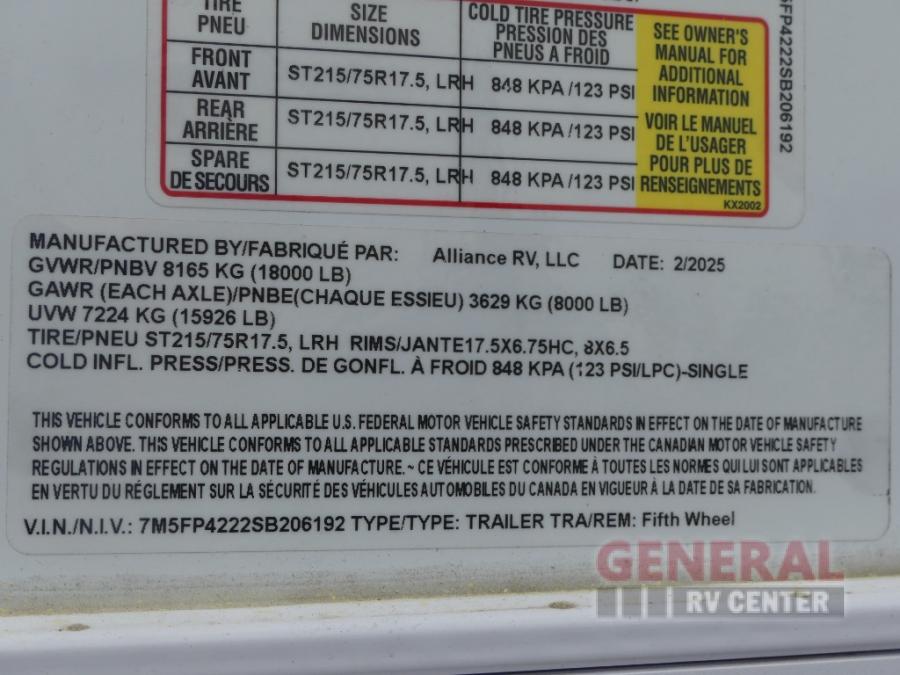 TIRE SIZE COLD TIRE PRESSURE
PNEU DIMENSIONS PRESSION DES
PNEUS A FROID
FRONT
AVANT ST215/75R17.5, LRH 848 KPA /123 PSI
REAR
ARRIÈRE ST215/75R17.5, LRH 848 KPA /123 PSI
SPARE
DE SECOURS ST215/75R17.5, LRH 848 KPA /123 PSI
SEE OWNER'S
MANUAL FOR
ADDITIONAL
INFORMATION
VOIR LE MANUEL
DE L'USAGER
POUR PLUS DE
RENSEIGNEMENTS
KX2002
FP4222SB206192
MANUFACTURED BY/FABRIQUÉ PAR: Alliance RV, LLC DATE: 2/2025
GVWR/PNBV 8165 KG (18000 LB)
GAWR (EACH AXLE)/PNBE(CHAQUE ESSIEU) 3629 KG (8000 LB)
UVW 7224 KG (15926 LB)
TIRE/PNEU ST215/75R17.5, LRH RIMS/JANTE17.5X6.75HC, 8X6.5
COLD INFL. PRESS/PRESS. DE GONFL. À FROID 848 KPA (123 PSI/LPC)-SINGLE
THIS VEHICLE CONFORMS TO ALL APPLICABLE U.S. FEDERAL MOTOR VEHICLE SAFETY STANDARDS IN EFFECT ON THE DATE OF MANUFACTURE
SHOWN ABOVE. THIS VEHICLE CONFORMS TO ALL APPLICABLE STANDARDS PRESCRIBED UNDER THE CANADIAN MOTOR VEHICLE SAFETY
REGULATIONS IN EFFECT ON THE DATE OF MANUFACTURE. ~ CE VÉHICULE EST CONFORME À TOUTES LES NORMES QUI LUI SONT APPLICABLES
EN VERTU DU RÉGLEMENT SUR LA SÉCURITÉ DES VÉHICULES AUTOMOBILES DU CANADA EN VIGUEUR À LA DATE DE SA FABRICATION.
V.I.N./N.I.V.: 7M5FP4222SB206192 TYPE/TYPE: TRAILER TRA/REM: Fifth Wheel
GENERAL
RV CENTER